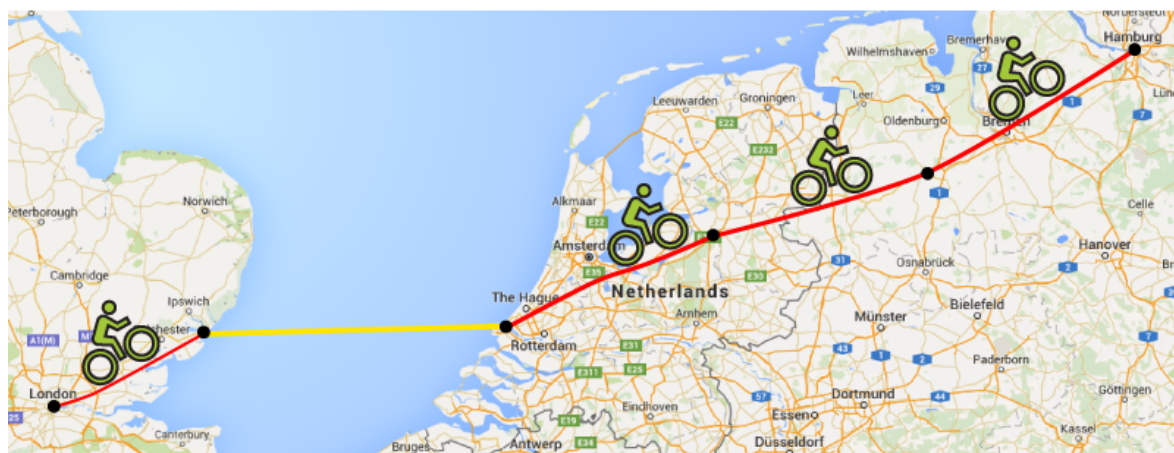 Norderstedt
Hamburg
Bremerhaven
Wilhelmshaven
27
1
Leeuwarden
Groningen
Leer
29
7
E22
Oldenburg
Bremen
E232
Peterborough
Norwich
Alkmaar
E22
1
Celle
Amsterdam
Hanover
Cambridge
E35
E30
31
Osnabrück
2
Ipswich
The Hague
Netherlands
Bielefeld
A1(M)
Arnhem
Münster
Rotterdam
E31
43
1
2
7
Paderborn
London
E311
E25
57
Dortmund
44
Göttingen
25
Essen
Eindhoven
E19
Canterbury
Bruges
Antwerp
E34
Düsseldorf
Kassel